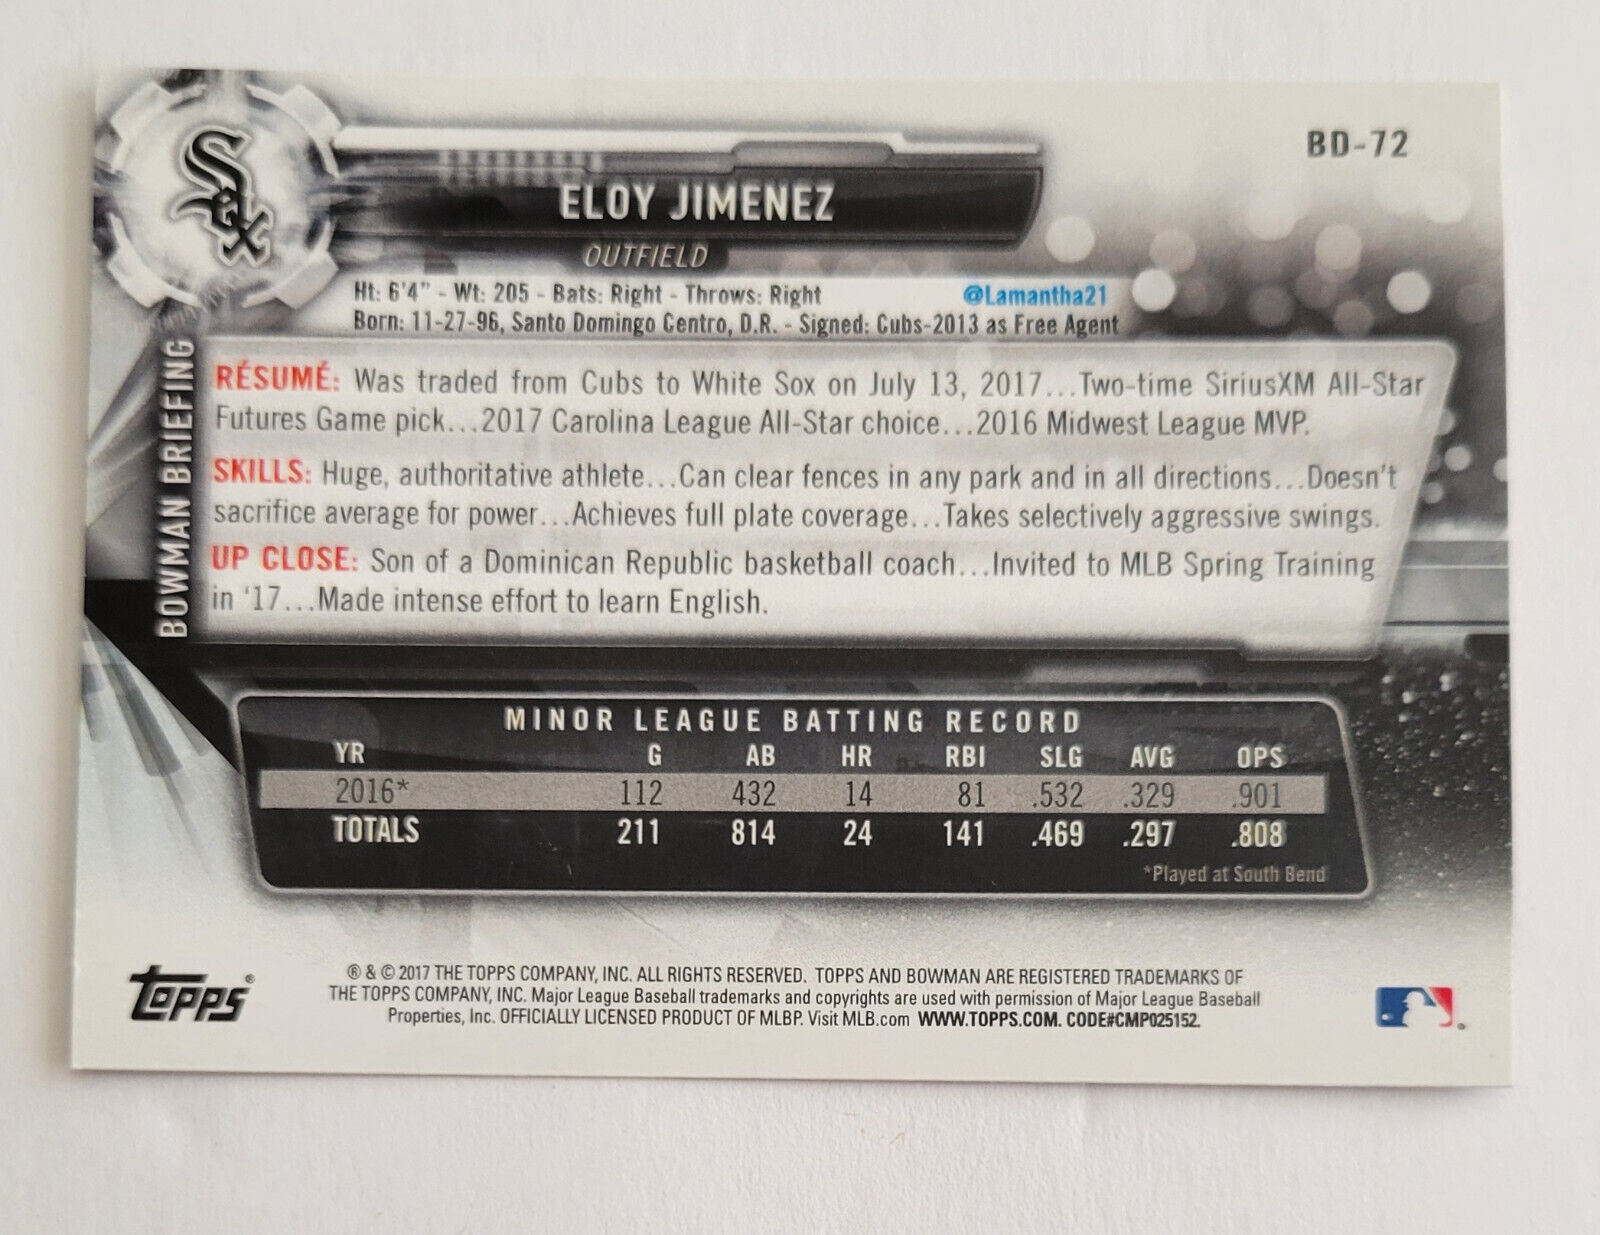 Sox
BD-72
ELOY JIMENEZ
OUTFIELD
Ht: 6'4" - Wt: 205 - Bats: Right - Throws: Right @Lamantha21
Born: 11-27-96, Santo Domingo Centro, D.R. - Signed: Cubs-2013 as Free Agent
BOWMAN BRIEFING
RÉSUMÉ: Was traded from Cubs to White Sox on July 13, 2017...Two-time SiriusXM All-Star
Futures Game pick...2017 Carolina League All-Star choice...2016 Midwest League MVP.
SKILLS: Huge, authoritative athlete...Can clear fences in any park and in all directions...Doesn't
sacrifice average for power...Achieves full plate coverage...Takes selectively aggressive swings.
UP CLOSE: Son of a Dominican Republic basketball coach...Invited to MLB Spring Training
in '17...Made intense effort to learn English.
MINOR LEAGUE BATTING RECORD
YR G AB HR RBI SLG AVG OPS
2016* 112 432 14 81 .532 .329 .901
TOTALS 211 814 24 141 .469 .297 .808
*Played at South Bend
Topps®
® & © 2017 THE TOPPS COMPANY, INC. ALL RIGHTS RESERVED. TOPPS AND BOWMAN ARE REGISTERED TRADEMARKS OF
THE TOPPS COMPANY, INC. Major League Baseball trademarks and copyrights are used with permission of Major League Baseball
Properties, Inc. OFFICIALLY LICENSED PRODUCT OF MLBP. Visit MLB.com WWW.TOPPS.COM. CODE#CMP025152.